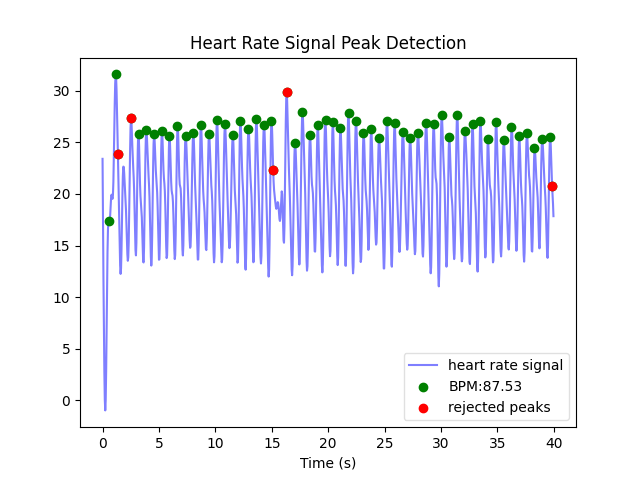 Heart Rate Signal Peak Detection
30
25
20
15
10
5
0
heart rate signal
BPM:87.53
rejected peaks
0 5 10 15 20 25 30 35 40
Time (s)